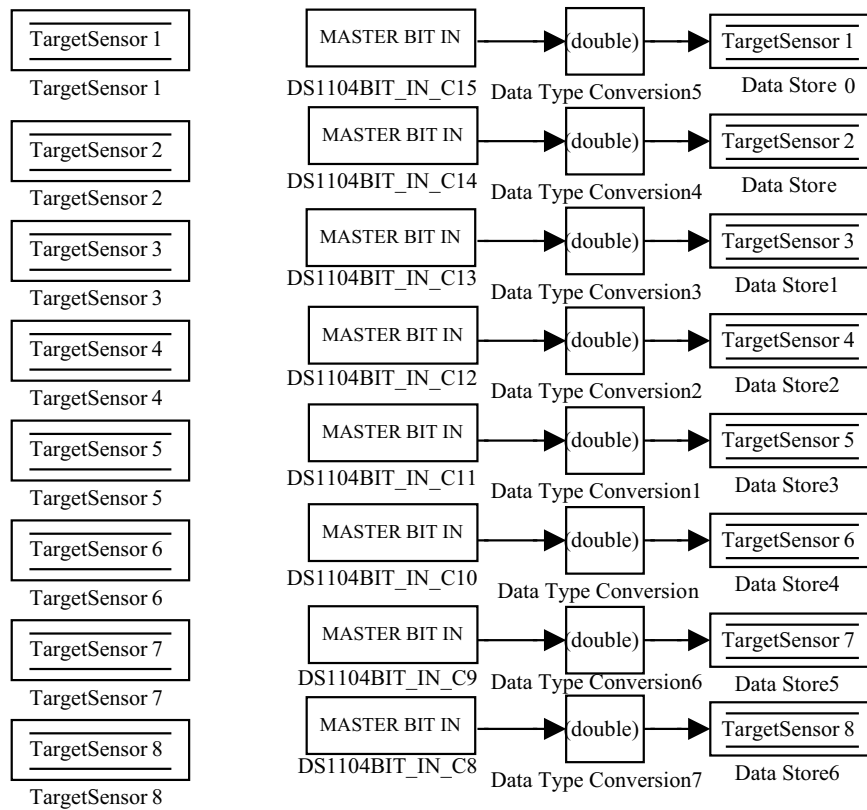 TargetSensor 1 MASTER BIT IN (double) TargetSensor 1
TargetSensor 1 DS1104BIT_IN_C15 Data Type Conversion5 Data Store 0
TargetSensor 2 MASTER BIT IN (double) TargetSensor 2
TargetSensor 2 DS1104BIT_IN_C14 Data Type Conversion4 Data Store
TargetSensor 3 MASTER BIT IN (double) TargetSensor 3
TargetSensor 3 DS1104BIT_IN_C13 Data Type Conversion3 Data Store1
TargetSensor 4 MASTER BIT IN (double) TargetSensor 4
TargetSensor 4 DS1104BIT_IN_C12 Data Type Conversion2 Data Store2
TargetSensor 5 MASTER BIT IN (double) TargetSensor 5
TargetSensor 5 DS1104BIT_IN_C11 Data Type Conversion1 Data Store3
TargetSensor 6 MASTER BIT IN (double) TargetSensor 6
TargetSensor 6 DS1104BIT_IN_C10 Data Type Conversion Data Store4
TargetSensor 7 MASTER BIT IN (double) TargetSensor 7
TargetSensor 7 DS1104BIT_IN_C9 Data Type Conversion6 Data Store5
TargetSensor 8 MASTER BIT IN (double) TargetSensor 8
TargetSensor 8 DS1104BIT_IN_C8 Data Type Conversion7 Data Store6